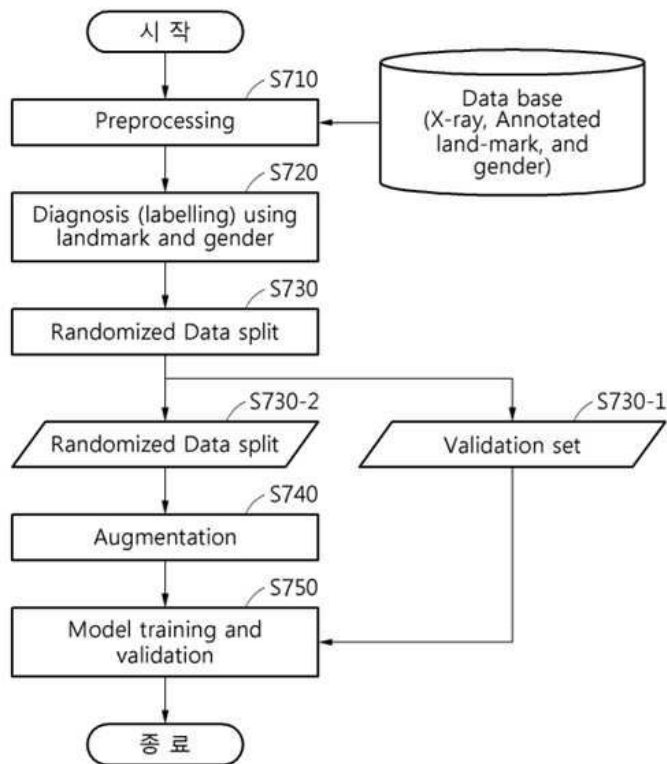 시 작
S710
Preprocessing
Data base
(X-ray, Annotated
land-mark, and
gender)
S720
Diagnosis (labelling) using
landmark and gender
S730
Randomized Data split
S730-2
Randomized Data split
S730-1
Validation set
S740
Augmentation
S750
Model training and
validation
종 료